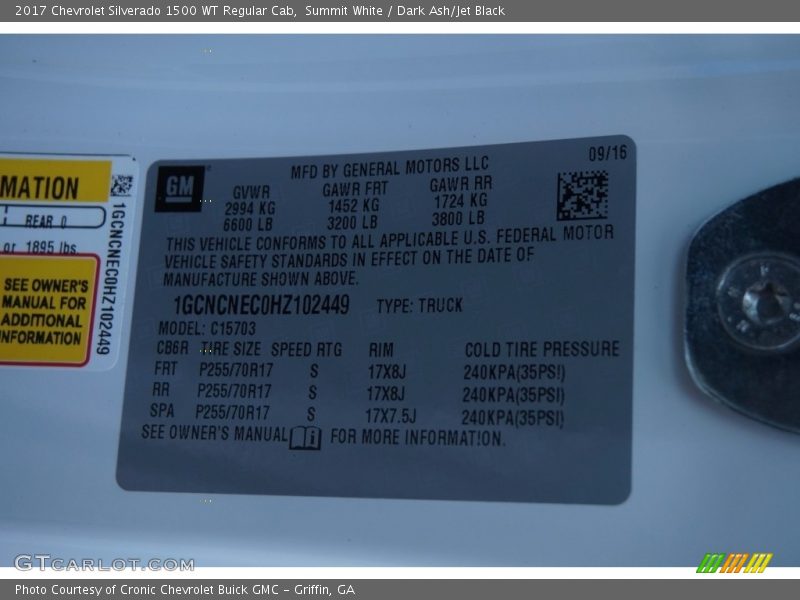 2017 Chevrolet Silverado 1500 WT Regular Cab, Summit White / Dark Ash/Jet Black
MATION
REAR 0
or 1895 lbs
SEE OWNER'S
MANUAL FOR
ADDITIONAL
INFORMATION
1GCNCNEC0HZ102449
GM
MFD BY GENERAL MOTORS LLC
09/16
GVWR GAWR FRT GAWR RR
2994 KG 1452 KG 1724 KG
6600 LB 3200 LB 3800 LB
THIS VEHICLE CONFORMS TO ALL APPLICABLE U.S. FEDERAL MOTOR
VEHICLE SAFETY STANDARDS IN EFFECT ON THE DATE OF
MANUFACTURE SHOWN ABOVE.
1GCNCNEC0HZ102449 TYPE: TRUCK
MODEL: C15703
CB6R TIRE SIZE SPEED RTG RIM COLD TIRE PRESSURE
FRT P255/70R17 S 17X8J 240KPA(35PSI)
RR P255/70R17 S 17X8J 240KPA(35PSI)
SPA P255/70R17 S 17X7.5J 240KPA(35PSI)
SEE OWNER'S MANUAL i FOR MORE INFORMATION.
GTCARLOT.COM
Photo Courtesy of Cronic Chevrolet Buick GMC – Griffin, GA